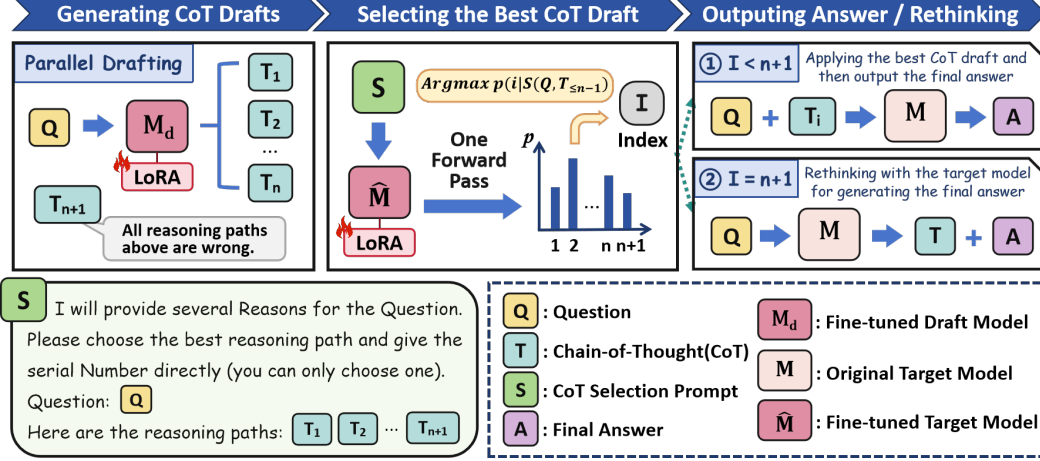 Generating CoT Drafts
Selecting the Best CoT Draft
Outputing Answer / Rethinking
Parallel Drafting
Q
M_d
LoRA
T_1
T_2
...
T_n
T_{n+1}
All reasoning paths
above are wrong.
S
Argmax p(i|S(Q,T_{≤n-1})
I
Index
M̂
LoRA
One
Forward
Pass
p
...
1 2 n n+1
① I < n+1
Applying the best CoT draft and
then output the final answer
Q + T_i M A
② I = n+1
Rethinking with the target model
for generating the final answer
Q M T + A
S
I will provide several Reasons for the Question.
Please choose the best reasoning path and give the
serial Number directly (you can only choose one).
Question: Q
Here are the reasoning paths: T_1 T_2 ... T_{n+1}
Q : Question
T : Chain-of-Thought(CoT)
S : CoT Selection Prompt
A : Final Answer
M_d : Fine-tuned Draft Model
M : Original Target Model
M̂ : Fine-tuned Target Model